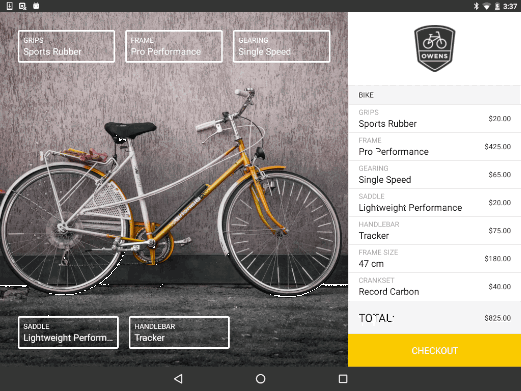 3:37
GRIPS
Sports Rubber
FRAME
Pro Performance
GEARING
Single Speed
SADDLE
Lightweight Perform...
HANDLEBAR
Tracker
OWENS
BIKE
GRIPS
Sports Rubber
$20.00
FRAME
Pro Performance
$425.00
GEARING
Single Speed
$65.00
SADDLE
Lightweight Performance
$20.00
HANDLEBAR
Tracker
$75.00
FRAME SIZE
47 cm
$180.00
CRANKSET
Record Carbon
$40.00
TOTAL:
$825.00
CHECKOUT